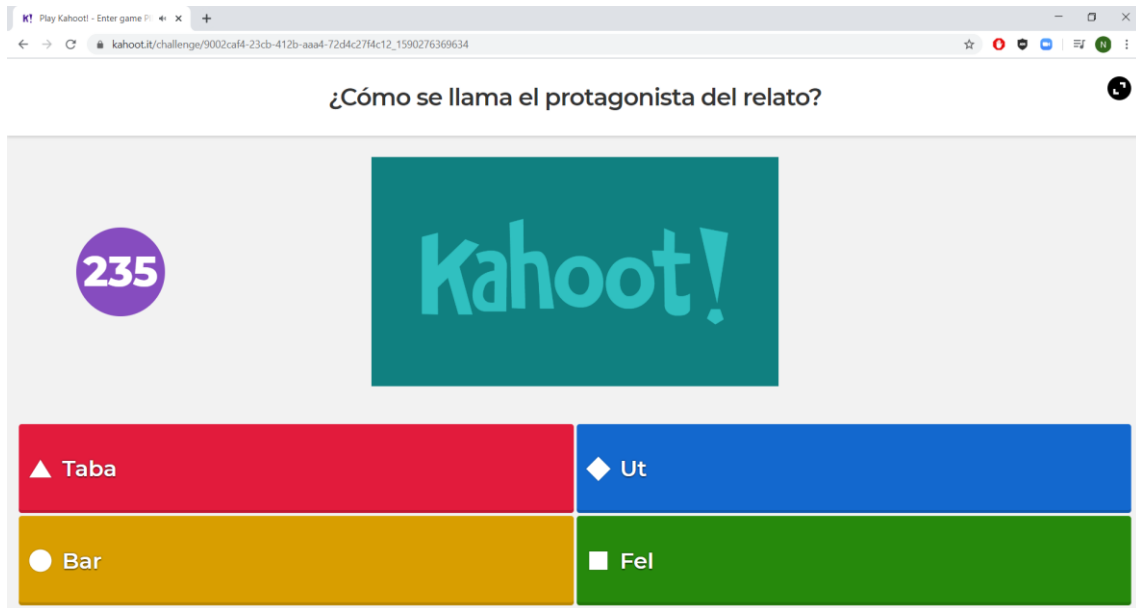 K! Play Kahoot! - Enter game P
kahoot.it/challenge/9002caf4-23cb-412b-aaa4-72d4c27f4c12_1590276369634
N
¿Cómo se llama el protagonista del relato?
235
Kahoot!
Taba
Ut
Bar
Fel